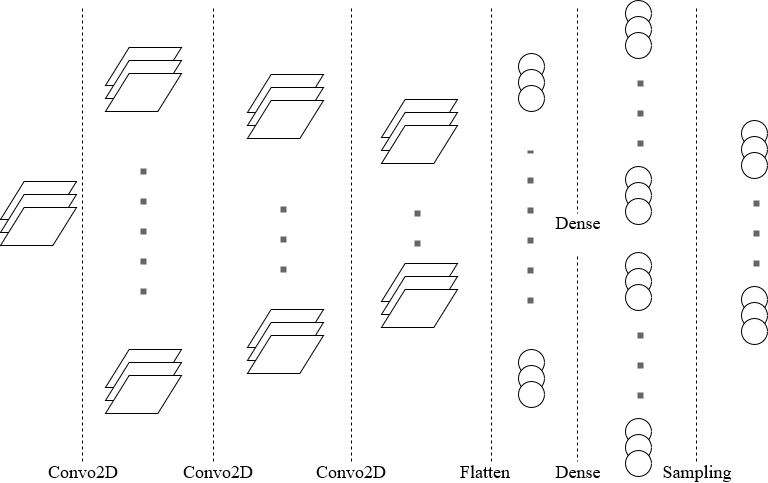 Dense
Convo2D
Convo2D
Convo2D
Flatten
Dense
Sampling